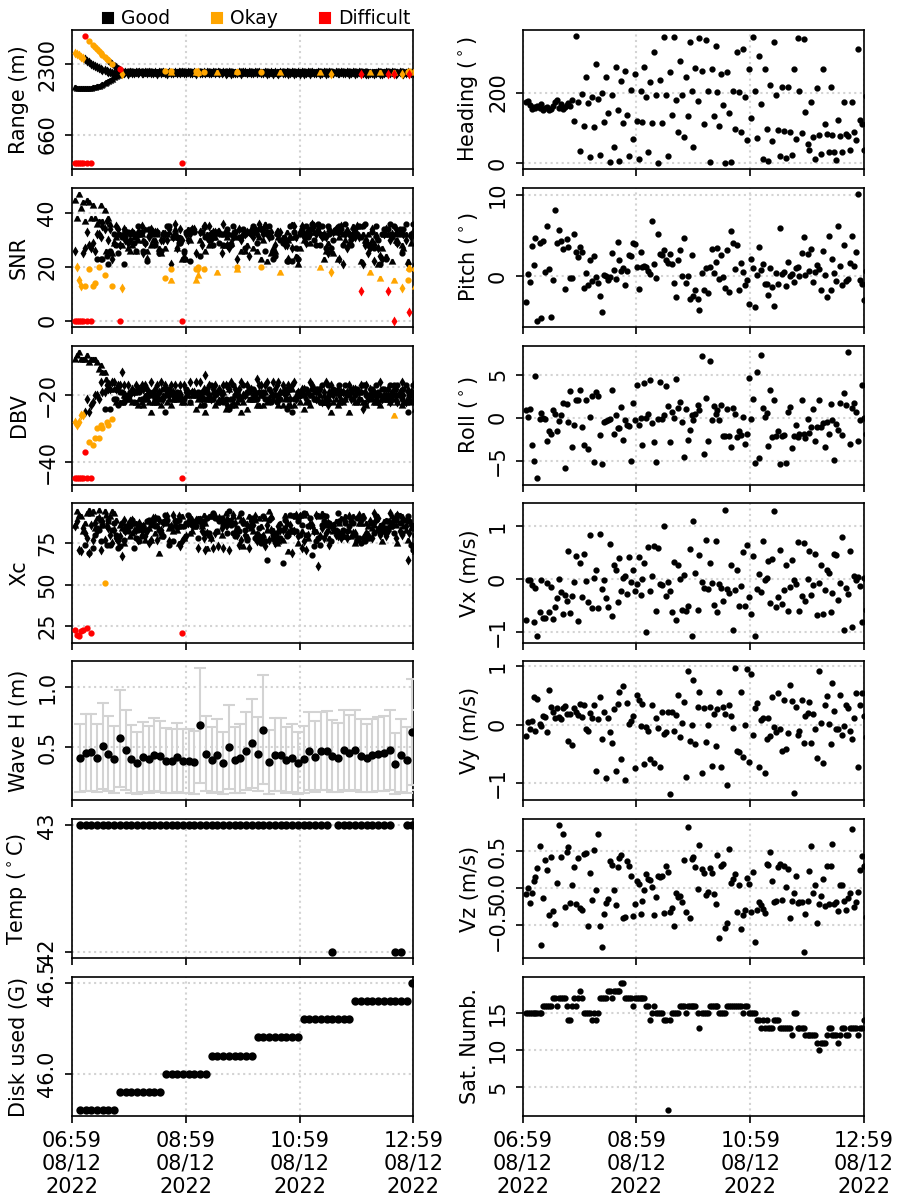 Good Okay Difficult
Range (m)
2300
660
Heading (°)
200
0
SNR
40
20
0
Pitch (°)
10
0
DBV
−20
−40
Roll (°)
5
0
−5
Xc
75
50
25
Vx (m/s)
1
0
−1
Wave H (m)
1.0
0.5
Vy (m/s)
1
0
−1
Temp (°C)
43
42
Vz (m/s)
0.5
0.0
−0.5
Disk used (G)
46.5
46.0
Sat. Numb.
15
10
5
06:59 08:59 10:59 12:59
08/12 08/12 08/12 08/12
2022 2022 2022 2022
06:59 08:59 10:59 12:59
08/12 08/12 08/12 08/12
2022 2022 2022 2022